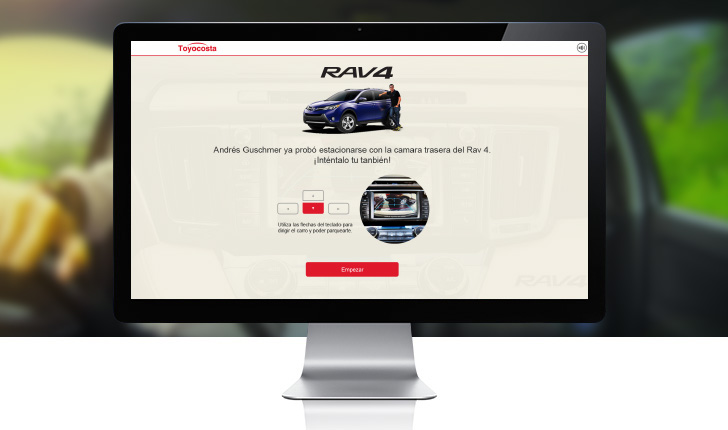 Toyocosta
RAV4
Andrés Guschmer ya probó estacionarse con la camara trasera del Rav 4.
¡Inténtalo tu tanbién!
Utiliza las flechas del teclado para
dirigir el carro y poder parquearte.
Empezar
RAV4